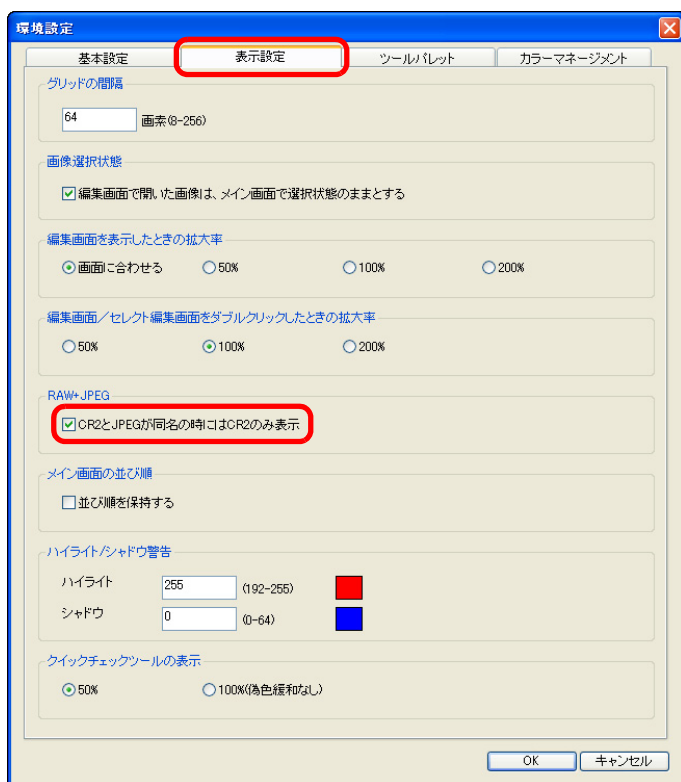 環境設定
基本設定 表示設定 ツールパレット カラーマネージメント
グリッドの間隔
64 画素(8-256)
画像選択状態
編集画面で開いた画像は、メイン画面で選択状態のままとする
編集画面を表示したときの拡大率
画面に合わせる 50% 100% 200%
編集画面/セレクト編集画面をダブルクリックしたときの拡大率
50% 100% 200%
RAW+JPEG
CR2とJPEGが同名の時にはCR2のみ表示
メイン画面の並び順
並び順を保持する
ハイライト/シャドウ警告
ハイライト 255 (192-255)
シャドウ 0 (0-64)
クイックチェックツールの表示
50% 100%(偽色緩和なし)
OK キャンセル